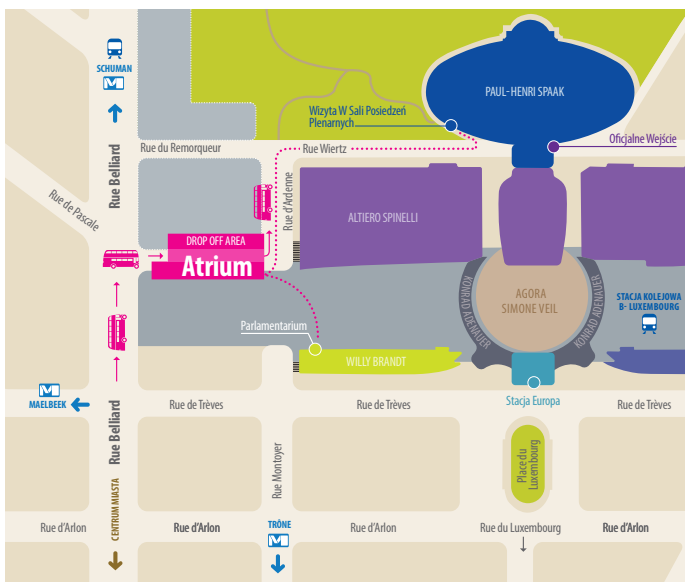 SCHUMAN
M
PAUL-HENRI SPAAK
Wizyta W Sali Posiedzeń
Plenarnych
Oficjalne Wejście
Rue du Remorqueur
Rue Wiertz
Rue Belliard
Rue de Pascale
Rue d'Ardenne
ALTIERO SPINELLI
DROP OFF AREA
Atrium
KONRAD ADENAUER
AGORA
SIMONE VEIL
KONRAD ADENAUER
STACJA KOLEJOWA
B- LUXEMBOURG
Parlamentarium
WILLY BRANDT
M
MAELBEEK
Rue Belliard
Rue de Trèves
Rue de Trèves
Stacja Europa
Rue de Trèves
Rue Montoyer
Place du
Luxembourg
CENTRUM MIASTA
Rue d'Arlon
Rue d'Arlon
TRÔNE
M
Rue d'Arlon
Rue du Luxembourg
Rue d'Arlon